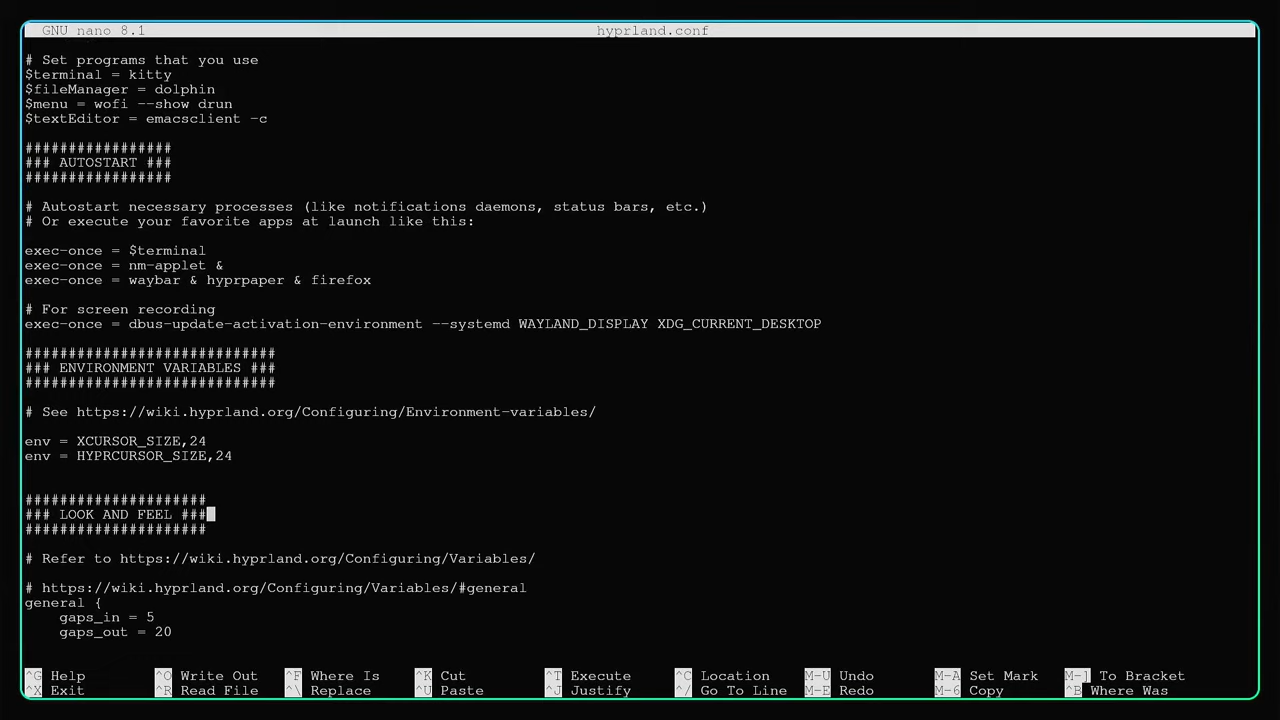 GNU nano 8.1 hyprland.conf
# Set programs that you use
$terminal = kitty
$fileManager = dolphin
$menu = wofi --show drun
$textEditor = emacsclient -c
#################
### AUTOSTART ###
#################
# Autostart necessary processes (like notifications daemons, status bars, etc.)
# Or execute your favorite apps at launch like this:
exec-once = $terminal
exec-once = nm-applet &
exec-once = waybar & hyprpaper & firefox
# For screen recording
exec-once = dbus-update-activation-environment --systemd WAYLAND_DISPLAY XDG_CURRENT_DESKTOP
#############################
### ENVIRONMENT VARIABLES ###
#############################
# See https://wiki.hyprland.org/Configuring/Environment-variables/
env = XCURSOR_SIZE,24
env = HYPRCURSOR_SIZE,24
#####################
### LOOK AND FEEL ###
#####################
# Refer to https://wiki.hyprland.org/Configuring/Variables/
# https://wiki.hyprland.org/Configuring/Variables/#general
general {
    gaps_in = 5
    gaps_out = 20
^G Help ^O Write Out ^F Where Is ^K Cut ^T Execute ^C Location M-U Undo M-A Set Mark M-] To Bracket
^X Exit ^R Read File ^\ Replace ^U Paste ^J Justify ^/ Go To Line M-E Redo M-6 Copy ^B Where Was